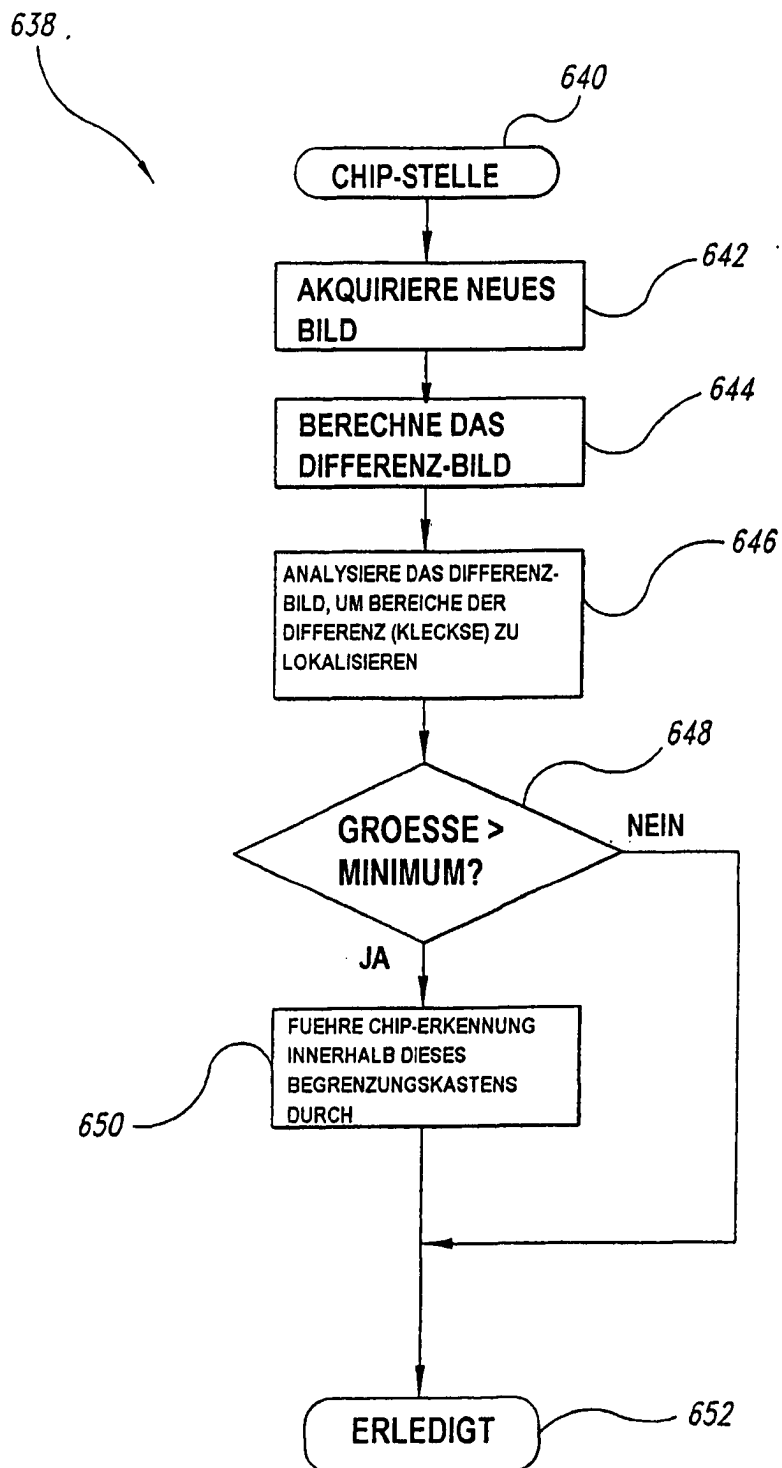 638
640
CHIP-STELLE
642
AKQUIRIERE NEUES
BILD
644
BERECHNE DAS
DIFFERENZ-BILD
646
ANALYSIERE DAS DIFFERENZ-
BILD, UM BEREICHE DER
DIFFERENZ (KLECKSE) ZU
LOKALISIEREN
648
GROESSE >
MINIMUM?
NEIN
JA
FUEHRE CHIP-ERKENNUNG
INNERHALB DIESES
BEGRENZUNGSKASTENS
DURCH
650
ERLEDIGT
652